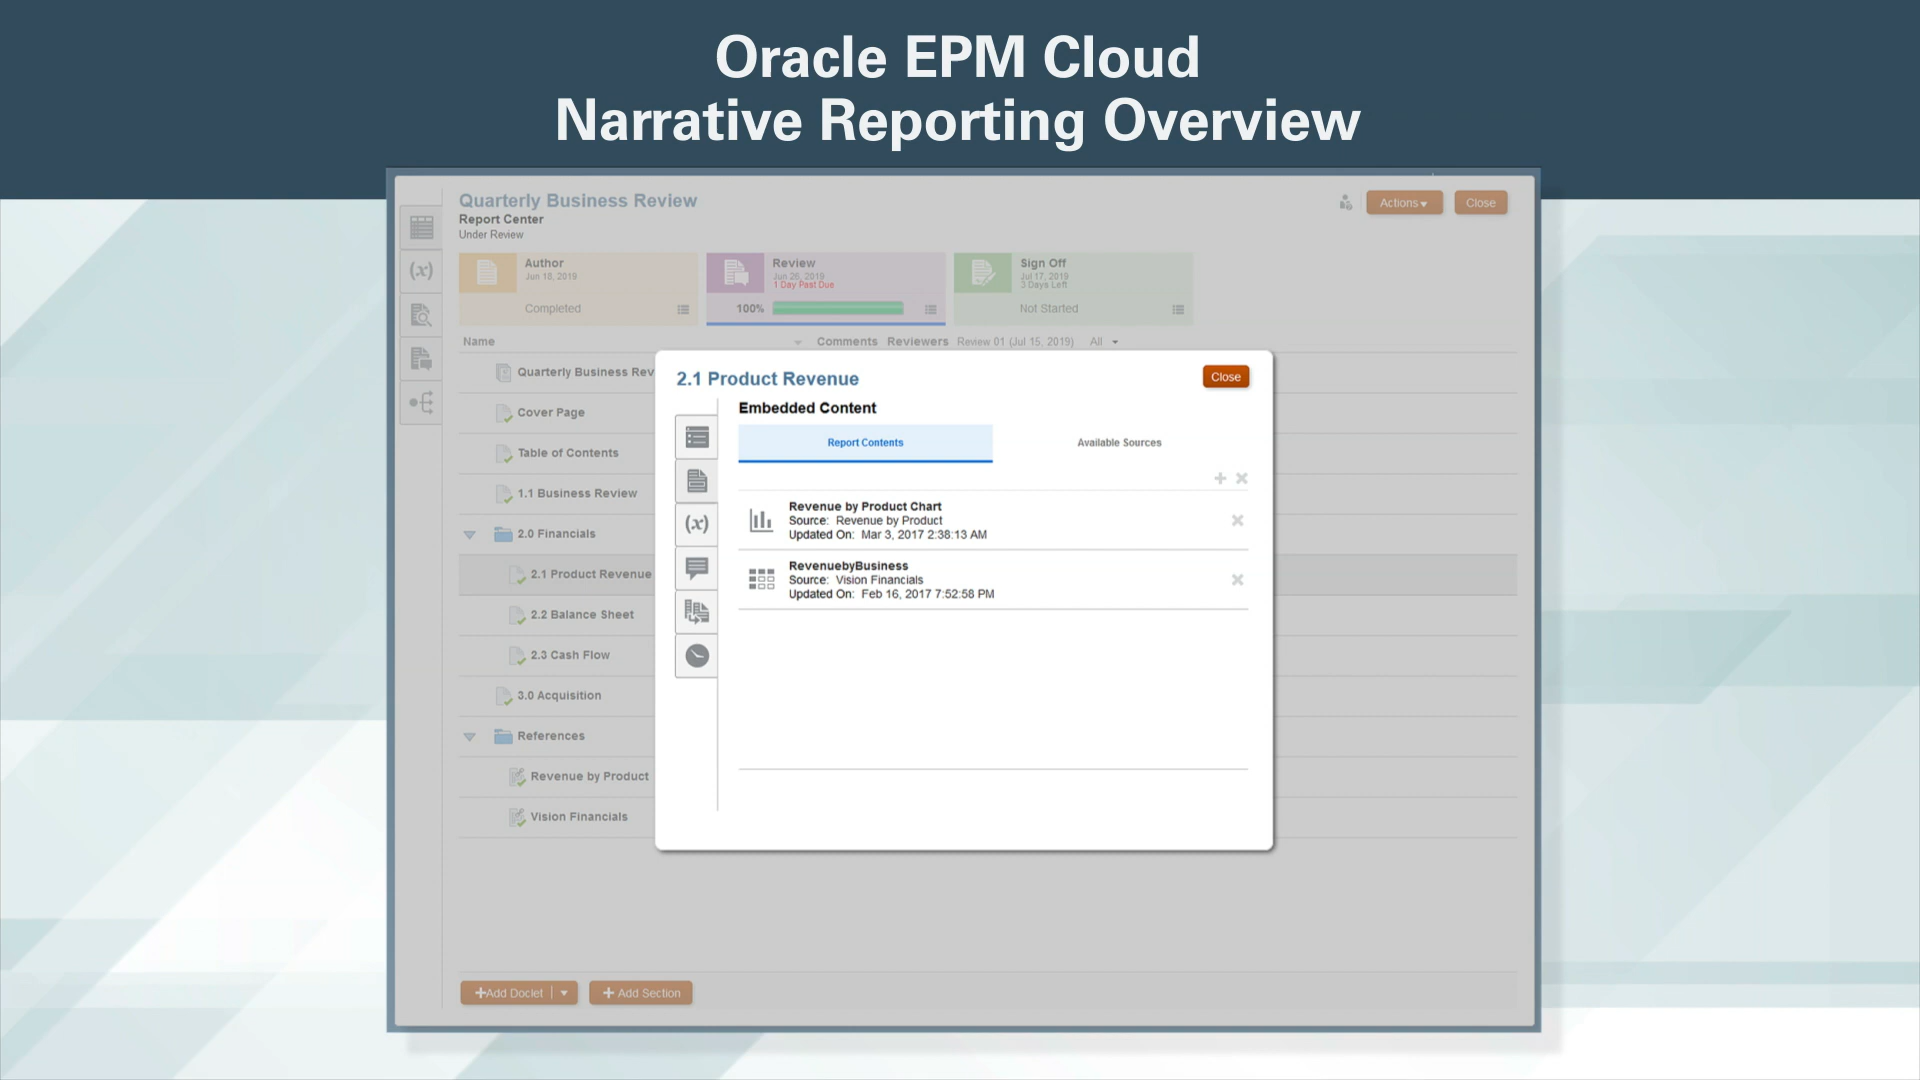 Oracle EPM Cloud
Narrative Reporting Overview
Quarterly Business Review
Report Center
Under Review
Actions
Close
Author
Jun 18, 2019
Completed
Review
Jun 26, 2019
1 Day Past Due
100%
Sign Off
Jul 17, 2019
3 Days Left
Not Started
Name
Comments Reviewers Review 01 (Jul 15, 2019) All
Quarterly Business Rev
Cover Page
Table of Contents
1.1 Business Review
2.0 Financials
2.1 Product Revenue
2.2 Balance Sheet
2.3 Cash Flow
3.0 Acquisition
References
Revenue by Product
Vision Financials
+Add Doclet
+ Add Section
(x)
2.1 Product Revenue
Close
Embedded Content
Report Contents
Available Sources
(x)
Revenue by Product Chart
Source: Revenue by Product
Updated On: Mar 3, 2017 2:38:13 AM
RevenuebyBusiness
Source: Vision Financials
Updated On: Feb 16, 2017 7:52:58 PM